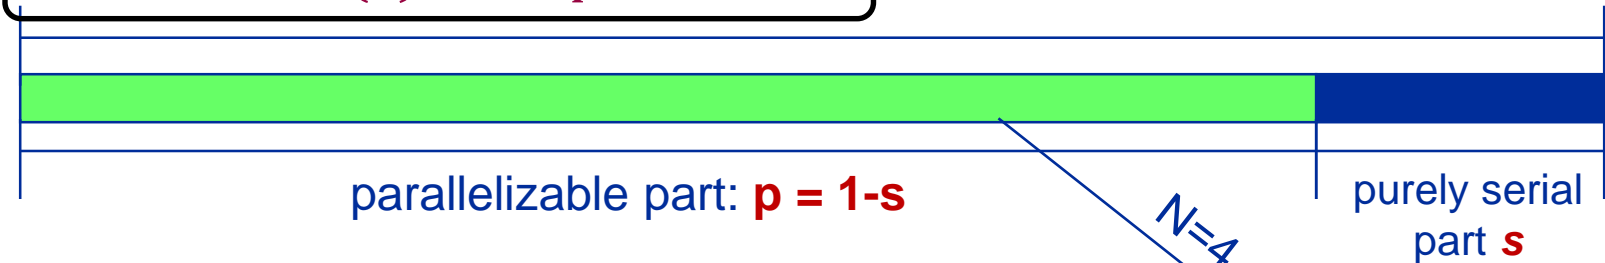 parallelizable part: p = 1-s
purely serial
part s
N=4